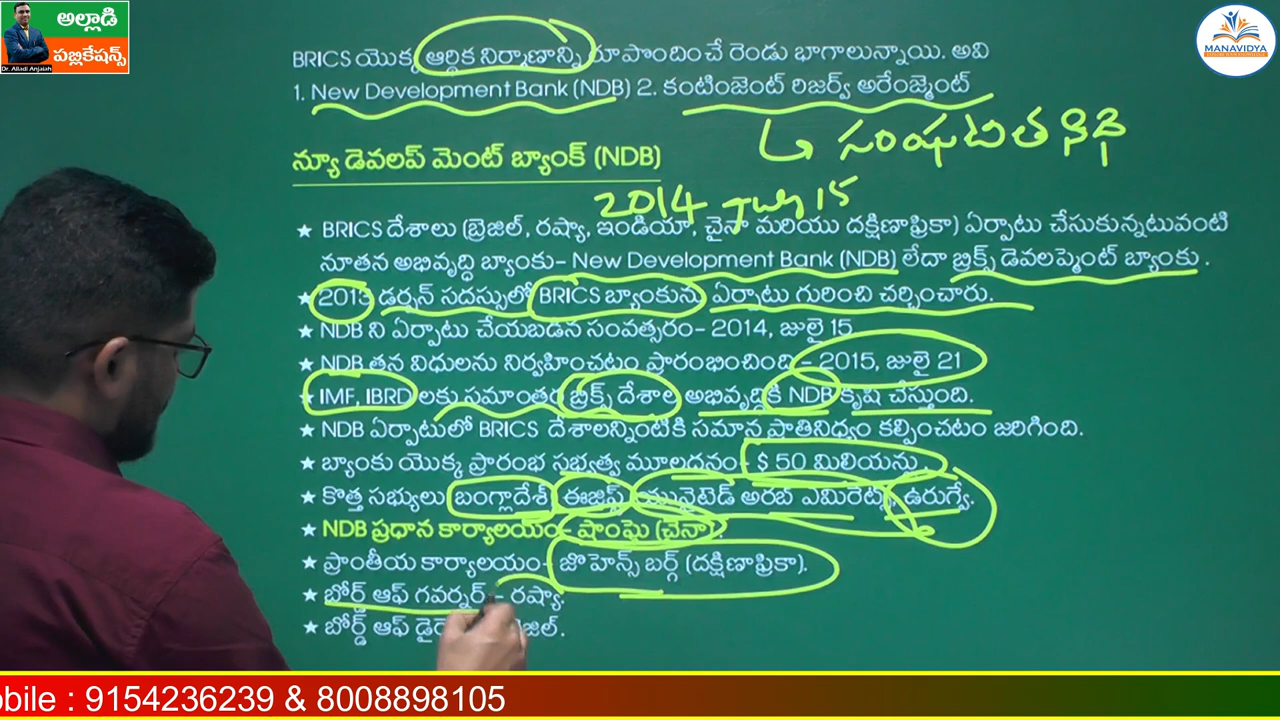 అల్లాడి
పబ్లికేషన్స్
Dr. Alladi Anjaiah
MANAVIDYA
BRICS యొక్క ఆర్థిక నిర్మాణాన్ని రూపొందించే రెండు భాగాలున్నాయి. అవి
1. New Development Bank (NDB) 2. కంటింజెంట్ రిజర్వ్ అరేంజ్మెంట్
సంఘటిత నిధి
న్యూ డెవలప్ మెంట్ బ్యాంక్ (NDB)
2014 July 15
★ BRICS దేశాలు (బ్రెజిల్, రష్యా, ఇండియా, చైనా మరియు దక్షిణాఫ్రికా) ఏర్పాటు చేసుకున్నటువంటి
నూతన అభివృద్ధి బ్యాంకు– New Development Bank (NDB) లేదా బ్రిక్స్ డెవలప్మెంట్ బ్యాంకు .
★ 2013 డర్బన్ సదస్సులో BRICS బ్యాంకును ఏర్పాటు గురించి చర్చించారు.
★ NDB ని ఏర్పాటు చేయబడిన సంవత్సరం– 2014, జులై 15.
★ NDB తన విధులను నిర్వహించటం ప్రారంభించింది – 2015, జులై 21
★ IMF, IBRD లకు సమాంతర బ్రిక్స్ దేశాల అభివృద్ధికి NDB కృషి చేస్తుంది.
★ NDB ఏర్పాటులో BRICS దేశాలన్నింటికి సమాన ప్రాతినిధ్యం కల్పించటం జరిగింది.
★ బ్యాంకు యొక్క ప్రారంభ సభ్యత్వ మూలధనం– $ 50 మిలియన్లు .
★ కొత్త సభ్యులు బంగ్లాదేశ్, ఈజిప్ట్, యునైటెడ్ అరబ్ ఎమిరేట్స్, ఉరుగ్వే.
★ NDB ప్రధాన కార్యాలయం– షాంఘై (చైనా) .
★ ప్రాంతీయ కార్యాలయం– జొహెన్స్ బర్గ్ (దక్షిణాఫ్రికా).
★ బోర్డ్ ఆఫ్ గవర్నర్ – రష్యా.
★ బోర్డ్ ఆఫ్
obile : 9154236239 & 8008898105